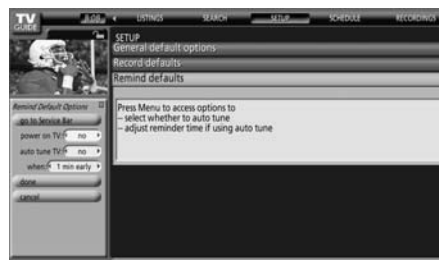 TV
GUIDE
8:08
LISTINGS SEARCH SETUP SCHEDULE RECORDINGS
SETUP
General default options
Record defaults
Remind defaults
Press Menu to access options to
– select whether to auto tune
– adjust reminder time if using auto tune
Remind Default Options
go to Service Bar
power on TV: no
auto tune TV: no
when: 1 min early
done
cancel